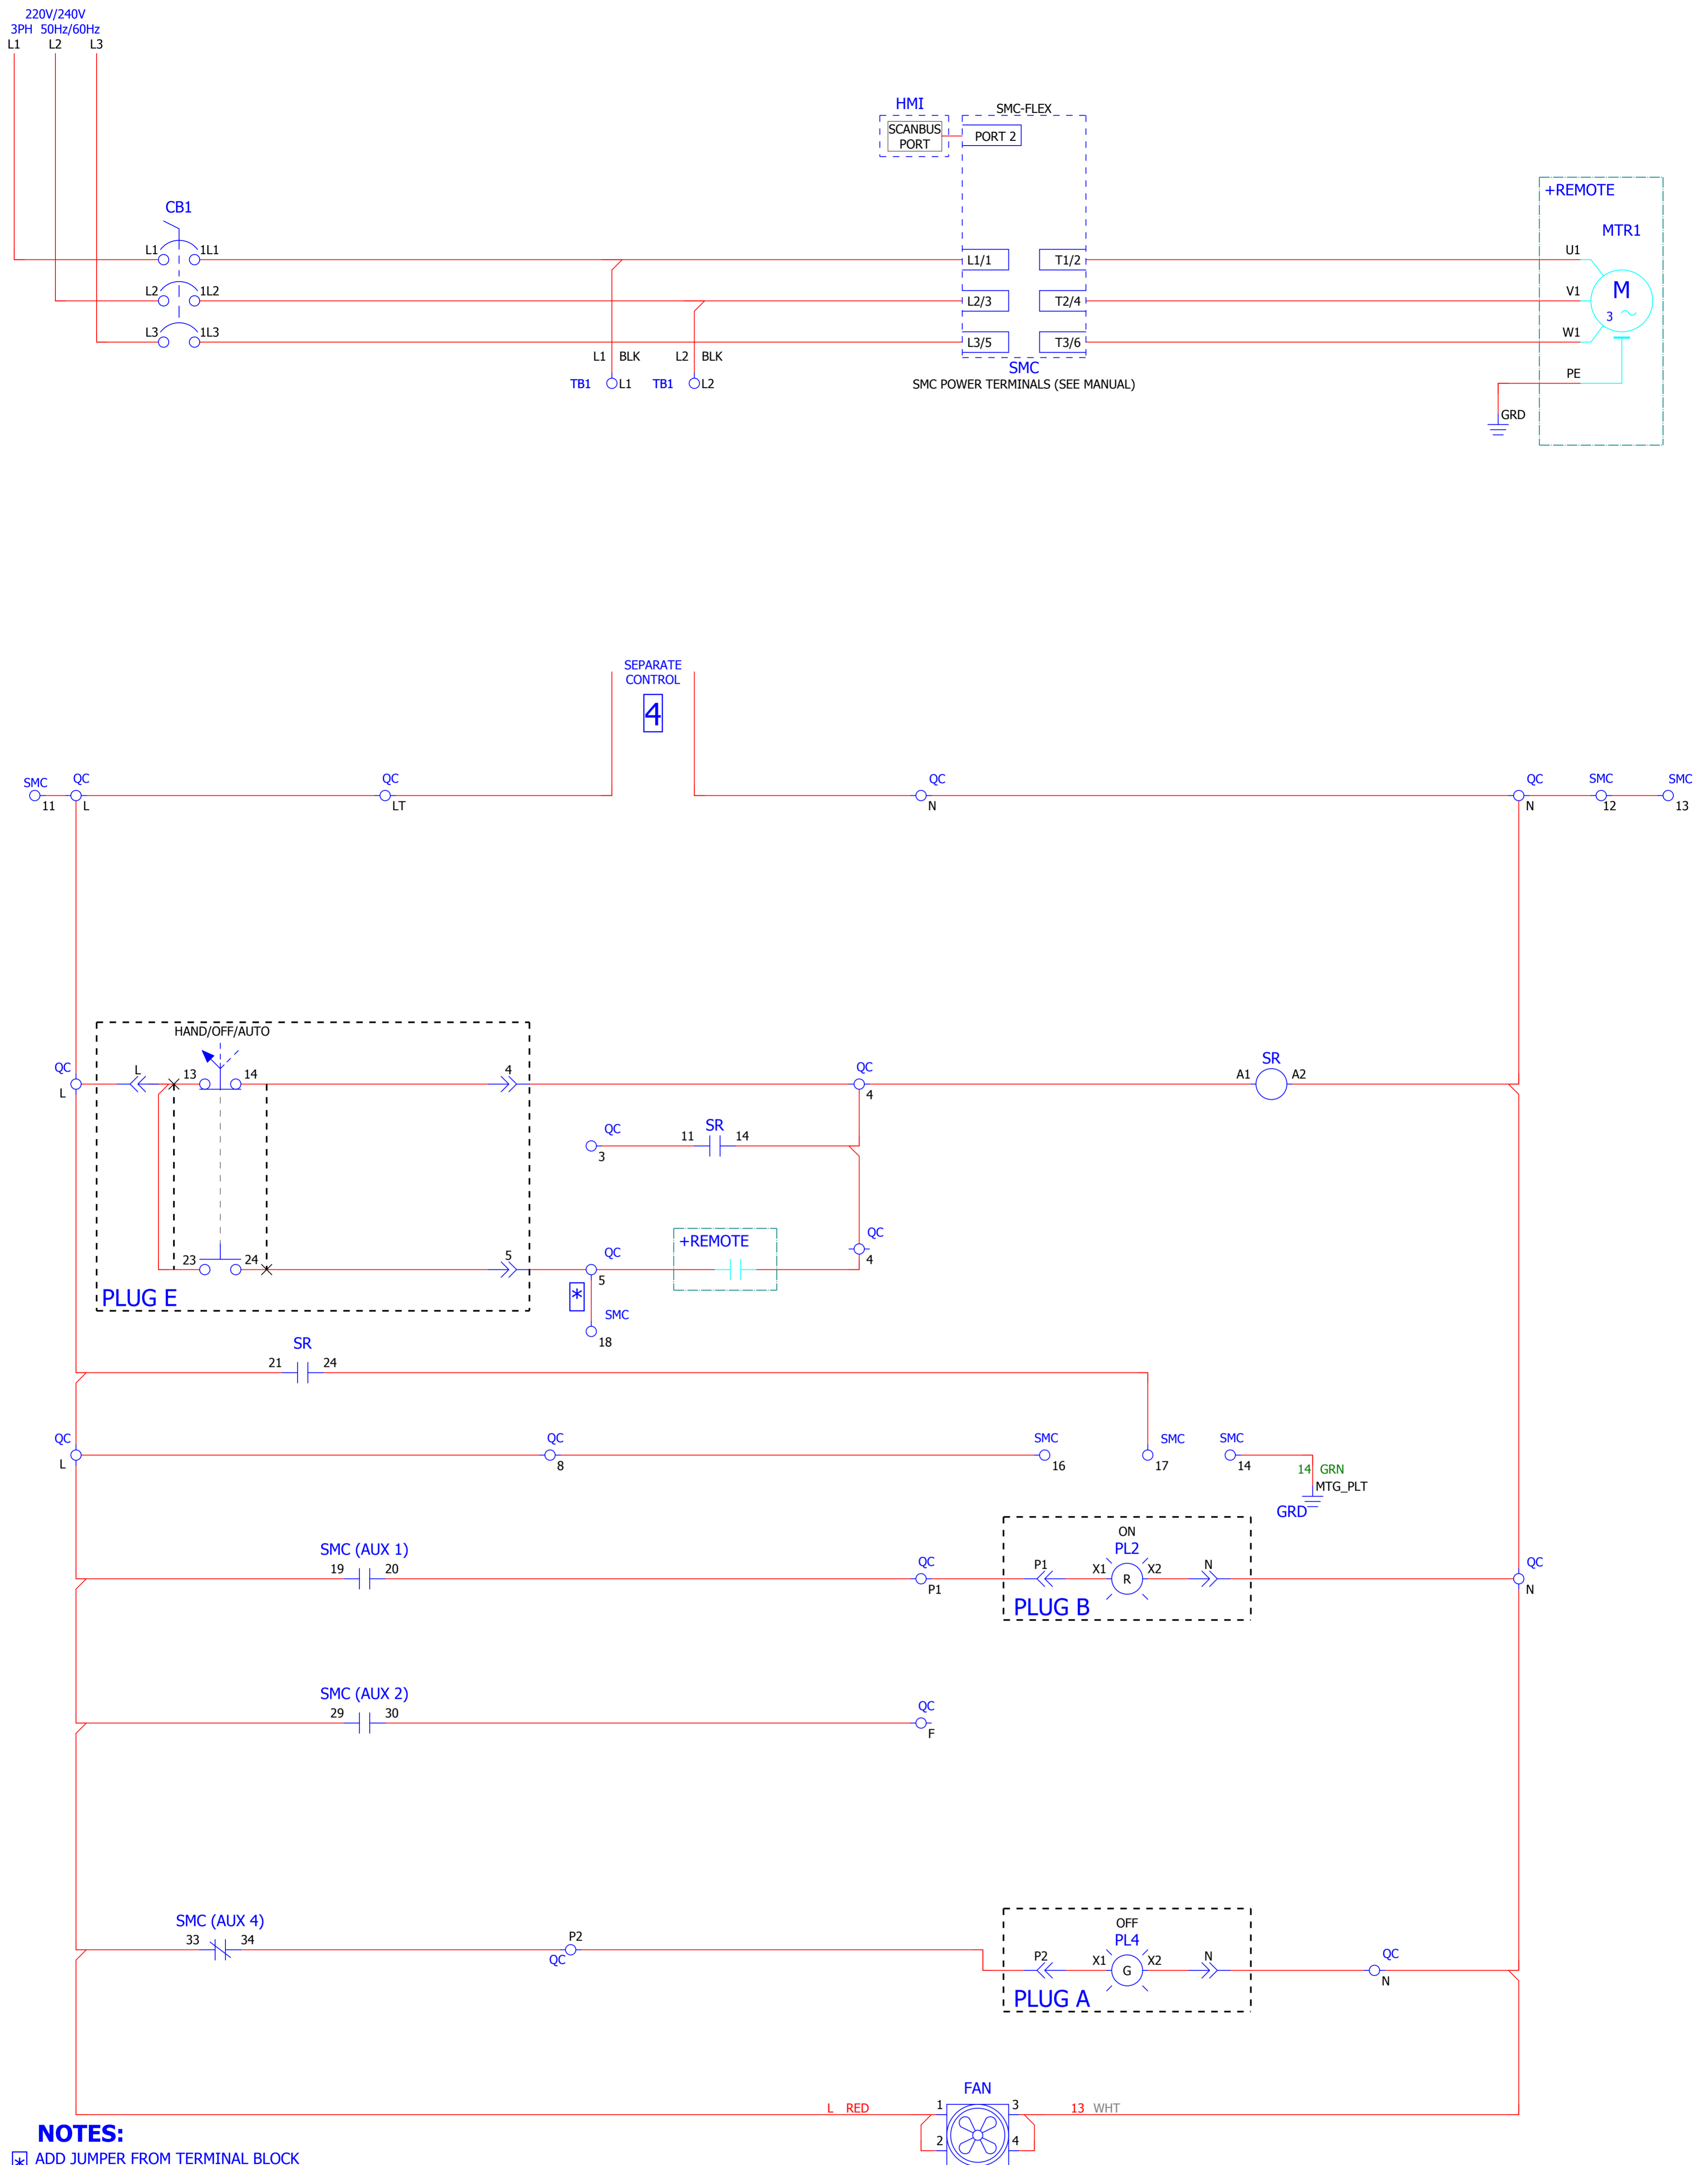 220V/240V
3PH 50Hz/60Hz
L1 L2 L3
HMI
SCANBUS
PORT
SMC-FLEX
PORT 2
+REMOTE
MTR1
CB1
L1 1L1
L1/1 T1/2
U1
L2 1L2
L2/3 T2/4
V1
M
3
L3 1L3
L3/5 T3/6
W1
L1 BLK L2 BLK
SMC
PE
TB1 L1 TB1 L2
SMC POWER TERMINALS (SEE MANUAL)
GRD
SEPARATE
CONTROL
4
SMC QC QC QC QC SMC SMC
11 L LT N N 12 13
HAND/OFF/AUTO
QC L 13 14 4 QC A1 SR A2
L 4
QC 11 SR 14
3
+REMOTE
QC
4
23 24 5 QC
5
*
PLUG E
SMC
18
SR
21 24
QC QC SMC SMC SMC
L 8 16 17 14
14 GRN
MTG_PLT
GRD
ON
PL2
SMC (AUX 1)
19 20 QC P1 X1 R X2 N QC
P1 N
PLUG B
SMC (AUX 2)
29 30 QC
F
OFF
PL4
SMC (AUX 4)
33 34 P2 P2 X1 G X2 N QC
QC N
PLUG A
FAN
L RED 1 3 13 WHT
2 4
NOTES:
* ADD JUMPER FROM TERMINAL BLOCK